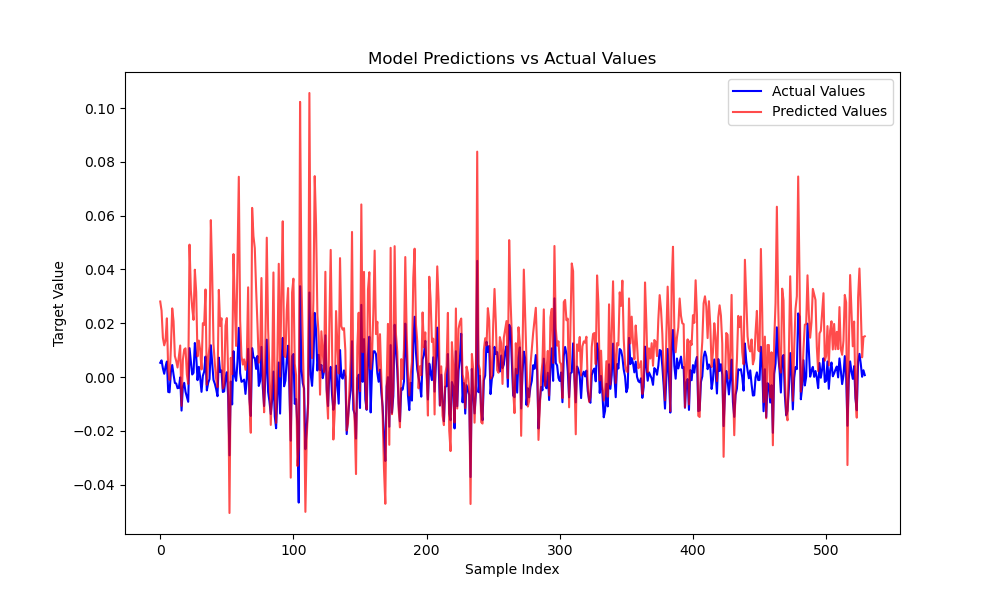 Model Predictions vs Actual Values
Actual Values
Predicted Values
Target Value
0.10
0.08
0.06
0.04
0.02
0.00
−0.02
−0.04
0
100
200
300
400
500
Sample Index